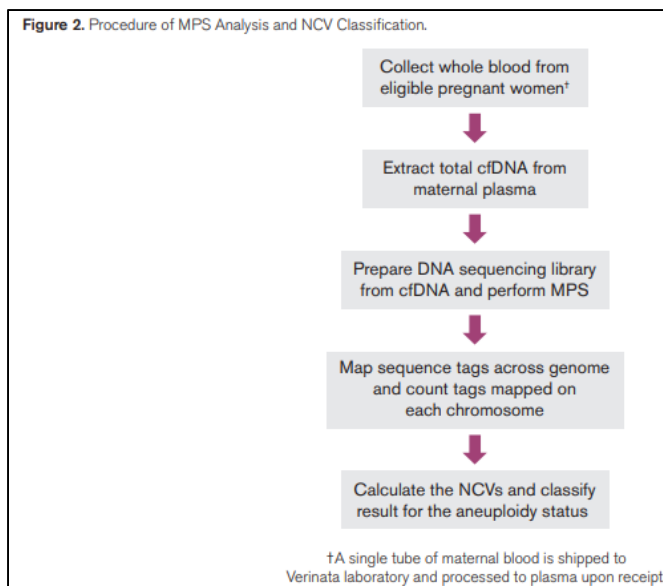 Figure 2. Procedure of MPS Analysis and NCV Classification.
Collect whole blood from
eligible pregnant women†
Extract total cfDNA from
maternal plasma
Prepare DNA sequencing library
from cfDNA and perform MPS
Map sequence tags across genome
and count tags mapped on
each chromosome
Calculate the NCVs and classify
result for the aneuploidy status
†A single tube of maternal blood is shipped to
Verinata laboratory and processed to plasma upon receipt